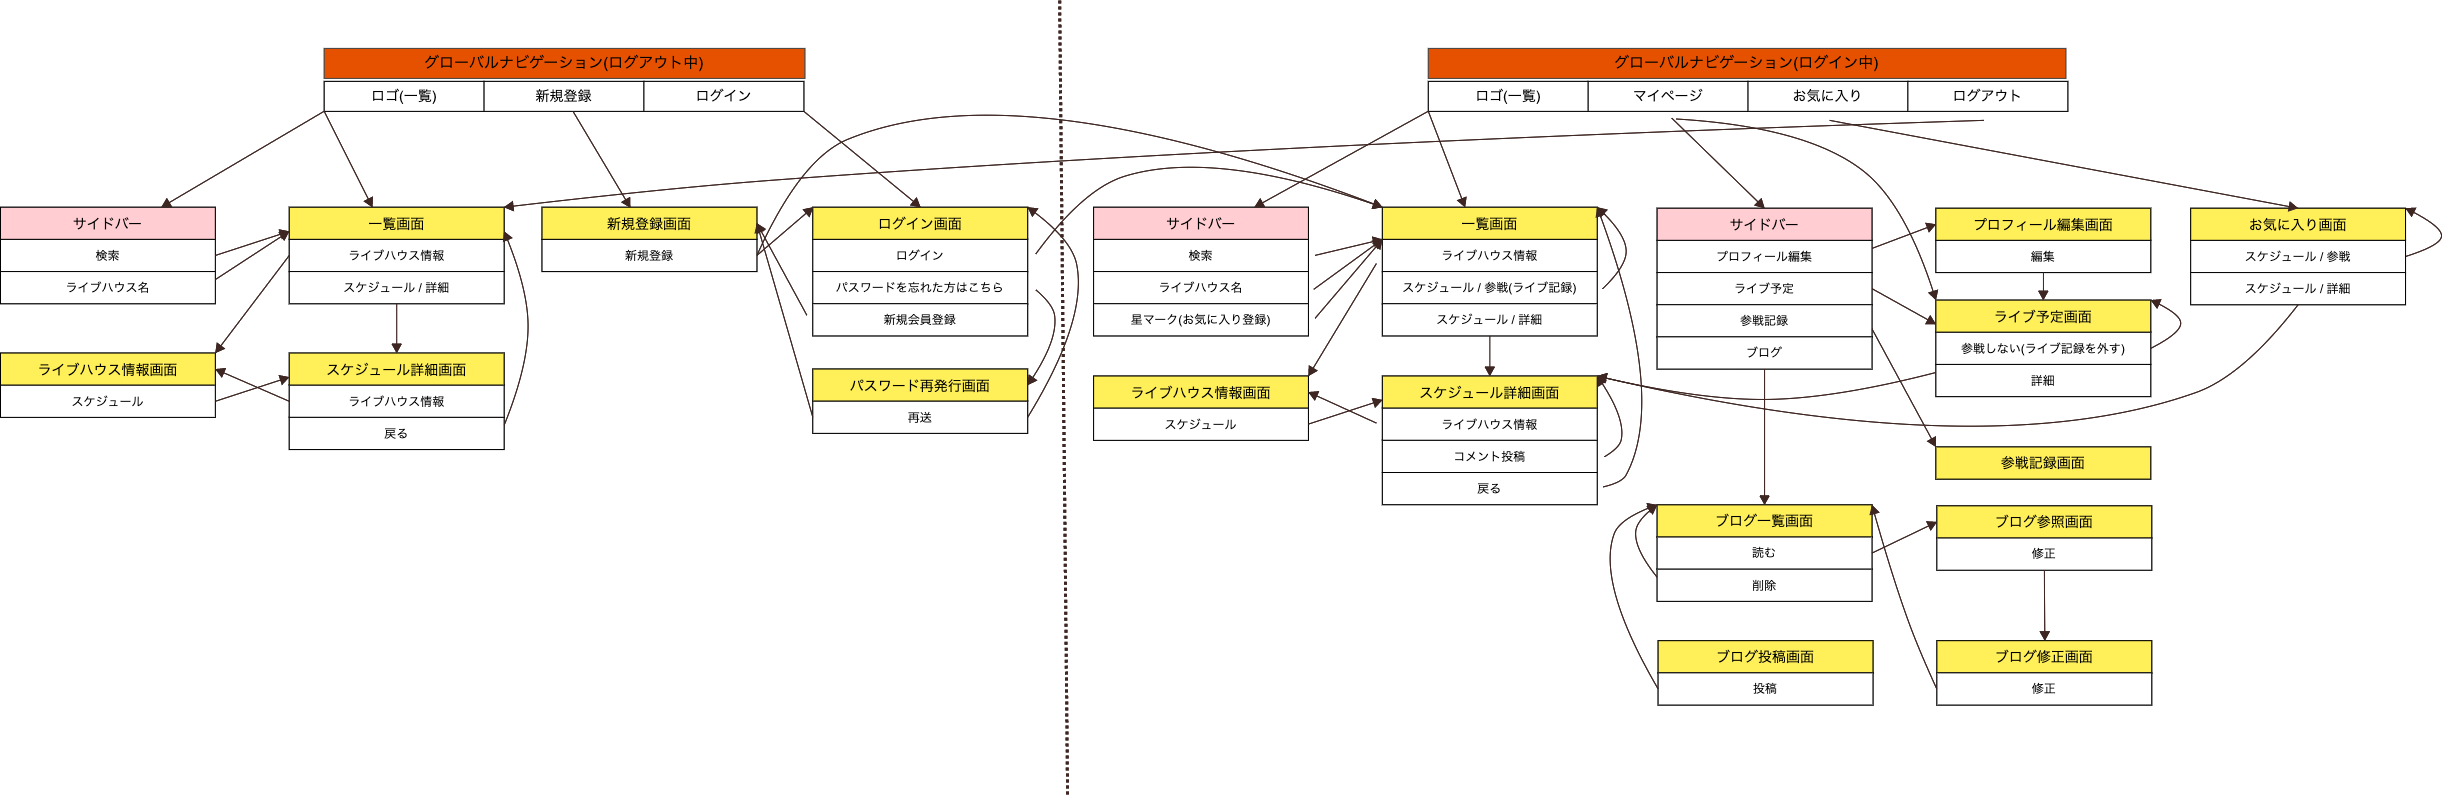 グローバルナビゲーション(ログアウト中)
ロゴ(一覧)
新規登録
ログイン
サイドバー
検索
ライブハウス名
一覧画面
ライブハウス情報
スケジュール / 詳細
新規登録画面
新規登録
ログイン画面
ログイン
パスワードを忘れた方はこちら
新規会員登録
ライブハウス情報画面
スケジュール
スケジュール詳細画面
ライブハウス情報
戻る
パスワード再発行画面
再送
グローバルナビゲーション(ログイン中)
ロゴ(一覧)
マイページ
お気に入り
ログアウト
サイドバー
検索
ライブハウス名
星マーク(お気に入り登録)
一覧画面
ライブハウス情報
スケジュール / 参戦(ライブ記録)
スケジュール / 詳細
サイドバー
プロフィール編集
ライブ予定
参戦記録
ブログ
プロフィール編集画面
編集
お気に入り画面
スケジュール / 参戦
スケジュール / 詳細
ライブ予定画面
参戦しない(ライブ記録を外す)
詳細
ライブハウス情報画面
スケジュール
スケジュール詳細画面
ライブハウス情報
コメント投稿
戻る
参戦記録画面
ブログ一覧画面
読む
削除
ブログ参照画面
修正
ブログ投稿画面
投稿
ブログ修正画面
修正